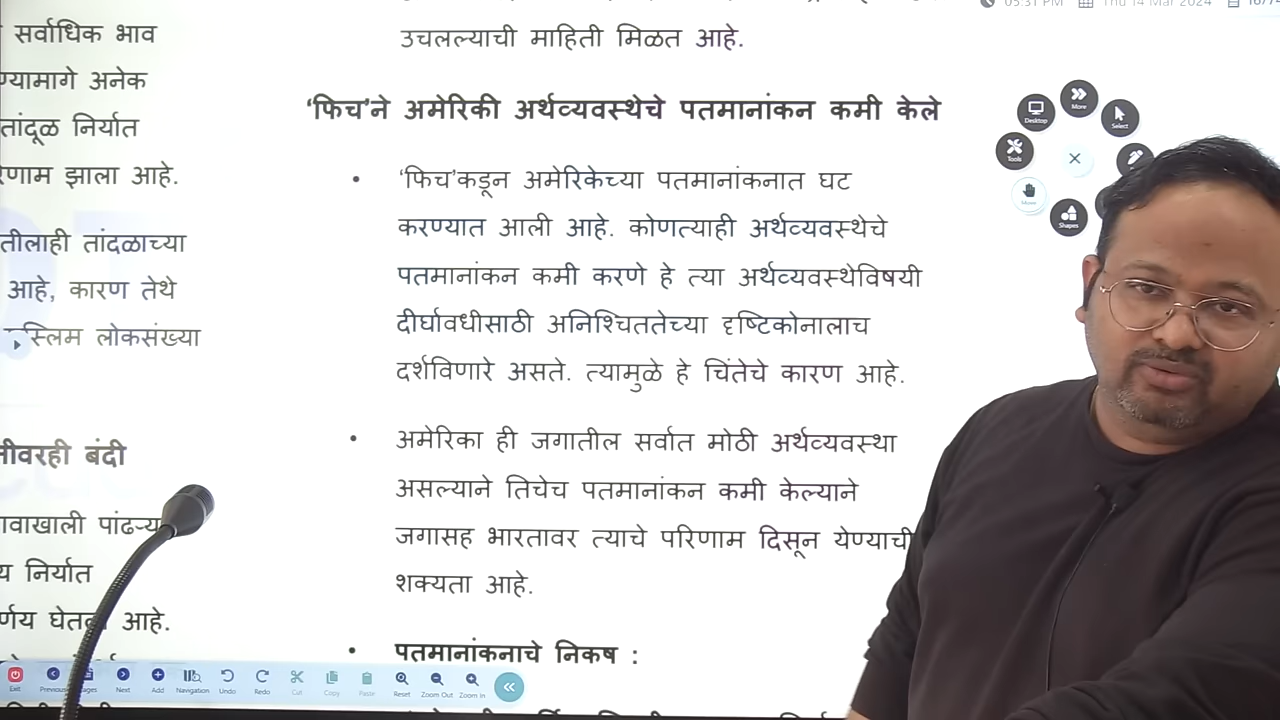 05:31 PM Thu 14 Mar 2024
सर्वाधिक भाव
अनेक
तांदूळ निर्यात
झाला आहे.
तांदळाच्या
आहे, कारण तेथे
लोकसंख्या
बंदी
निर्यात
आहे.
उचलल्याची माहिती मिळत आहे.
‘फिच’ने अमेरिकी अर्थव्यवस्थेचे पतमानांकन कमी केले
• ‘फिच’कडून अमेरिकेच्या पतमानांकनात घट
करण्यात आली आहे. कोणत्याही अर्थव्यवस्थेचे
पतमानांकन कमी करणे हे त्या अर्थव्यवस्थेविषयी
दीर्घावधीसाठी अनिश्चिततेच्या दृष्टिकोनालाच
दर्शविणारे असते. त्यामुळे हे चिंतेचे कारण आहे.
• अमेरिका ही जगातील सर्वात मोठी अर्थव्यवस्था
असल्याने तिचेच पतमानांकन कमी केल्याने
जगासह भारतावर त्याचे परिणाम दिसून येण्याची
शक्यता आहे.
• पतमानांकनाचे निकष :
Desktop
More
Select
Tools
Move
Shapes
Exit
Next
Add
Navigation
Undo
Redo
Cut
Copy
Paste
Reset
Zoom Out
Zoom In